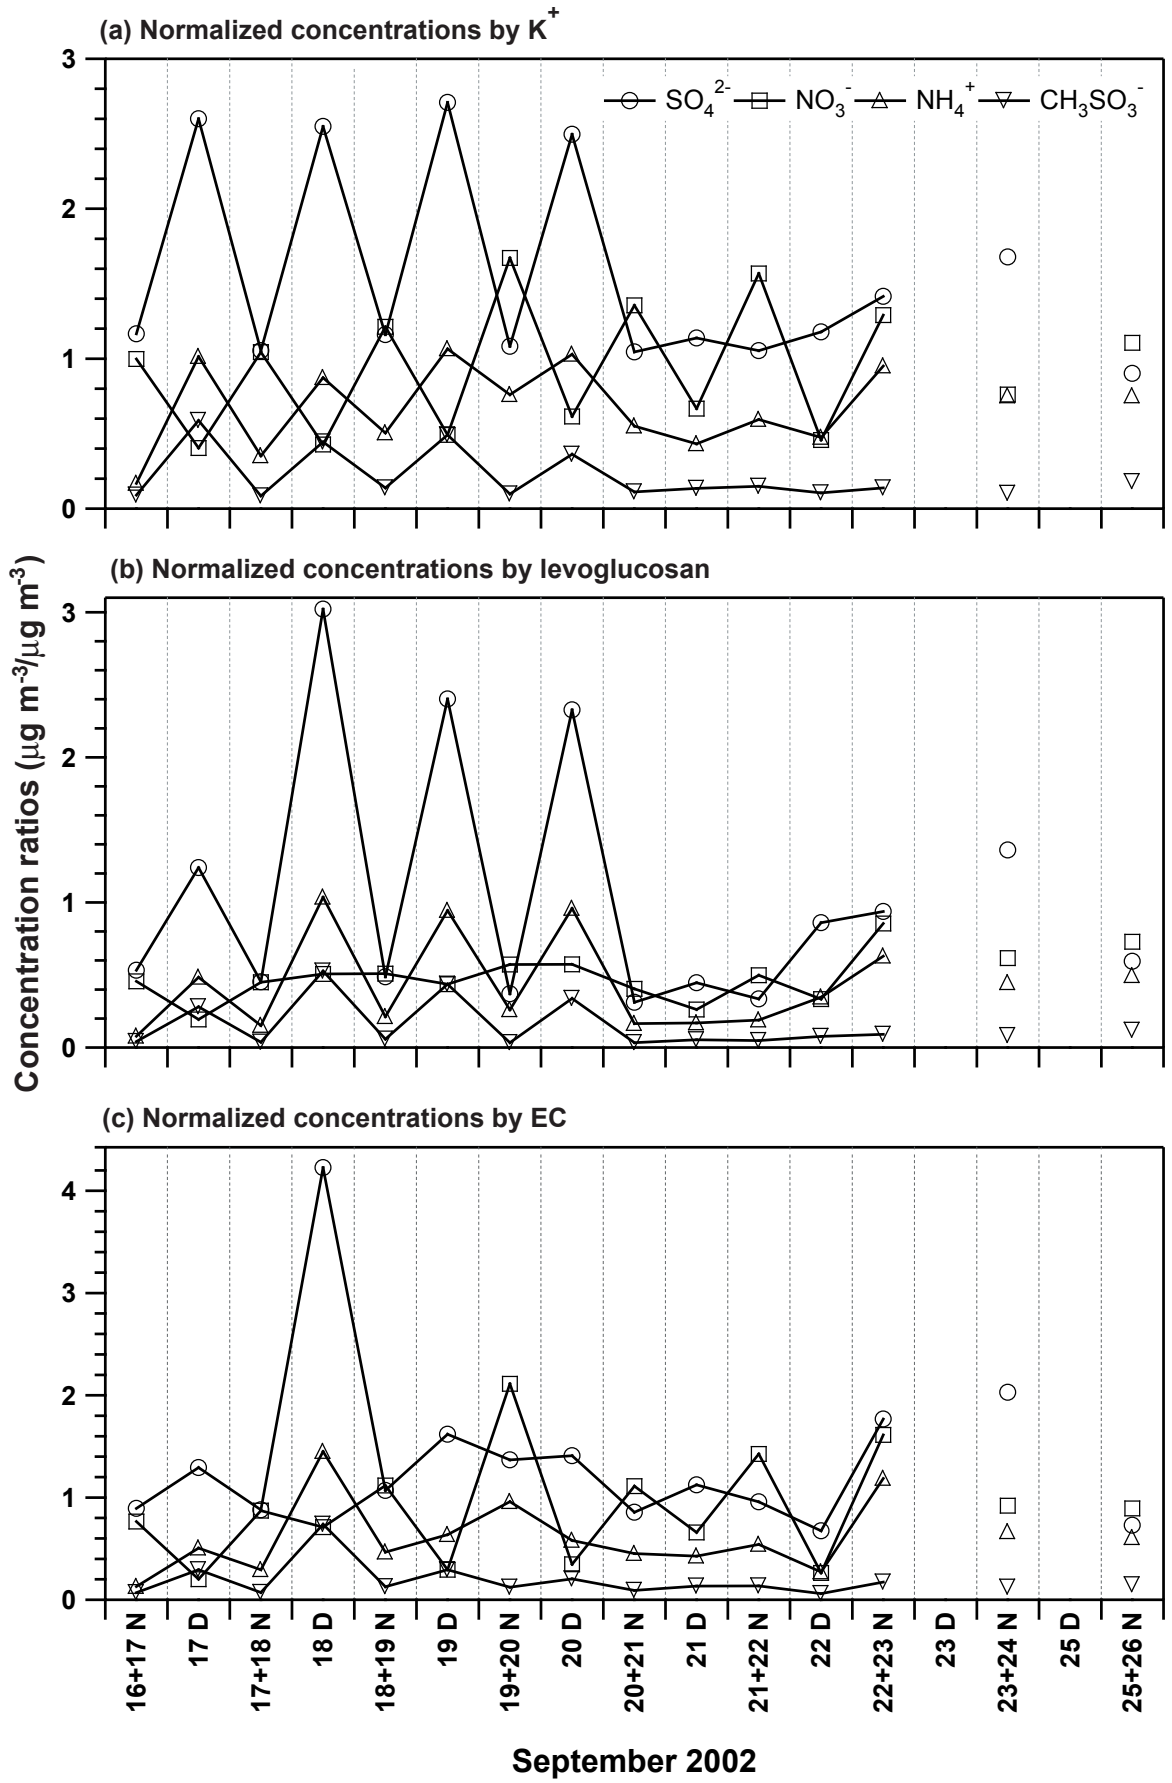 (a) Normalized concentrations by K⁺
3
SO₄²⁻ NO₃⁻ NH₄⁺ CH₃SO₃⁻
2
1
0
(b) Normalized concentrations by levoglucosan
3
2
1
0
Concentration ratios (μg m⁻³/μg m⁻³)
(c) Normalized concentrations by EC
4
3
2
1
0
16+17 N
17 D
17+18 N
18 D
18+19 N
19 D
19+20 N
20 D
20+21 N
21 D
21+22 N
22 D
22+23 N
23 D
23+24 N
25 D
25+26 N
September 2002